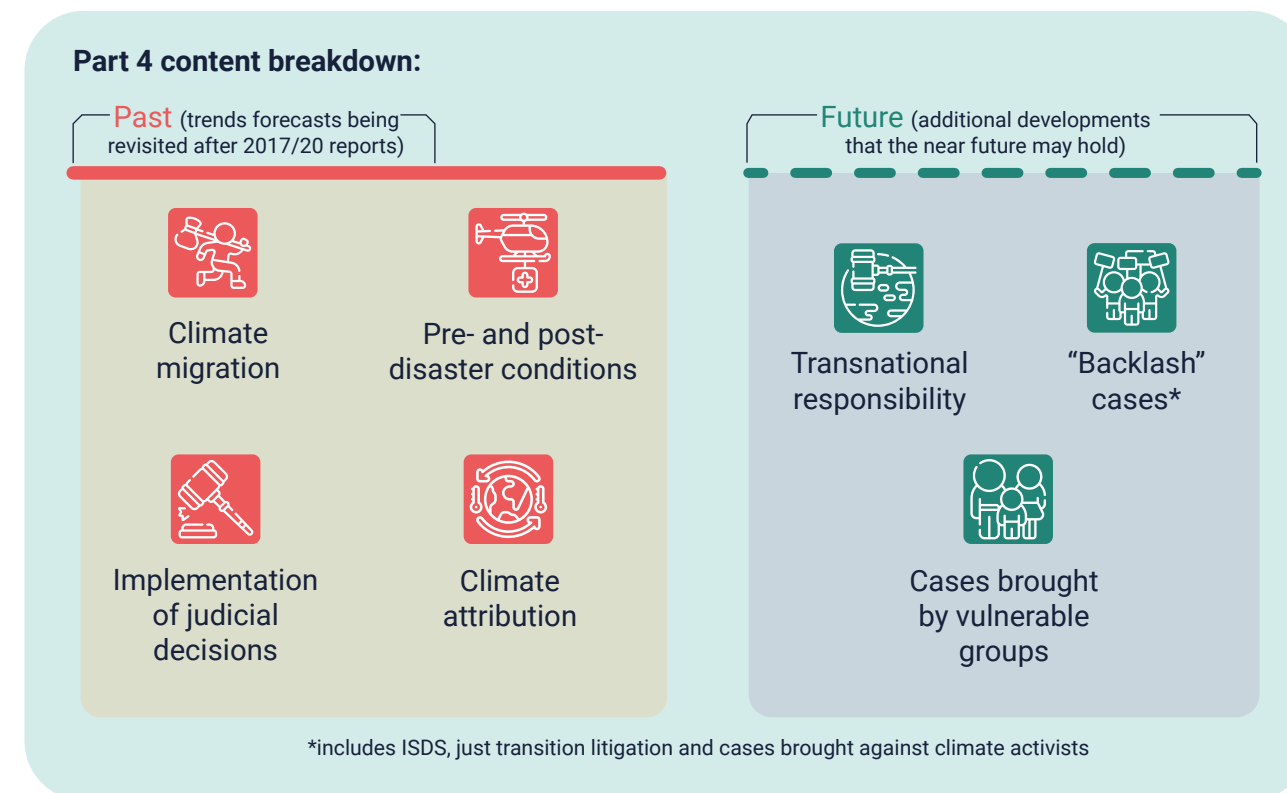 Part 4 content breakdown:
Past (trends forecasts being
revisited after 2017/20 reports)
Climate
migration
Pre- and post-
disaster conditions
Implementation
of judicial
decisions
Climate
attribution
Future (additional developments
that the near future may hold)
Transnational
responsibility
“Backlash”
cases*
Cases brought
by vulnerable
groups
*includes ISDS, just transition litigation and cases brought against climate activists